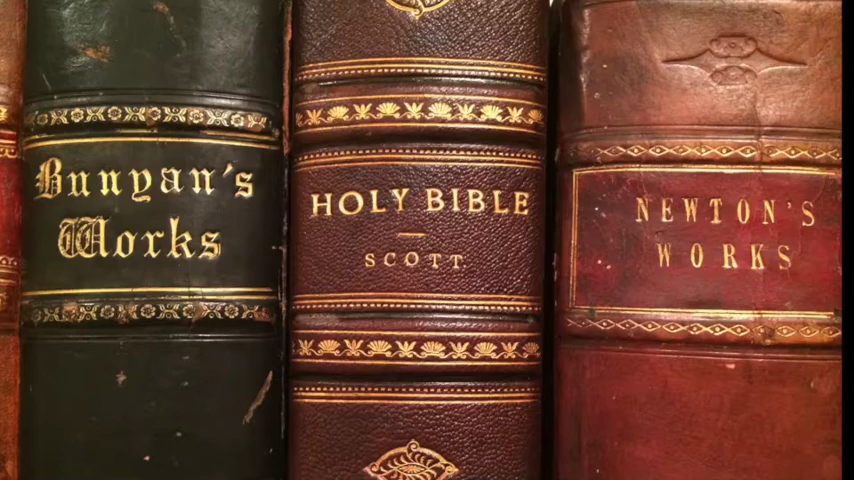 Bunyan's
Works
HOLY BIBLE
SCOTT.
NEWTON'S
WORKS